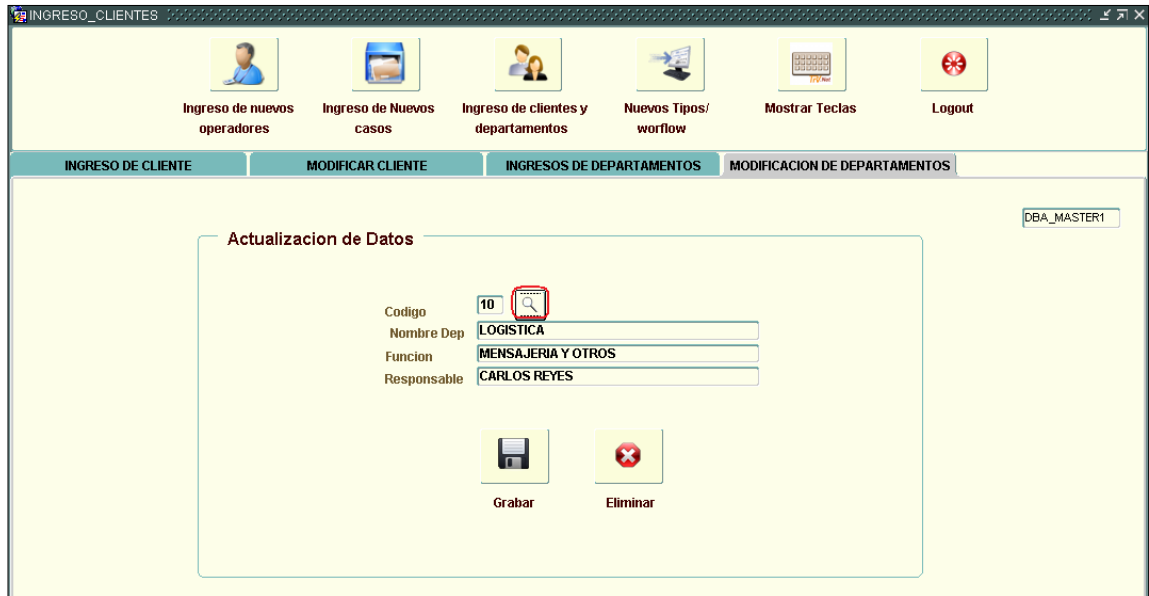 INGRESO_CLIENTES
Ingreso de nuevos
operadores
Ingreso de Nuevos
casos
Ingreso de clientes y
departamentos
Nuevos Tipos/
worflow
Mostrar Teclas
Logout
INGRESO DE CLIENTE
MODIFICAR CLIENTE
INGRESOS DE DEPARTAMENTOS
MODIFICACION DE DEPARTAMENTOS
DBA_MASTER1
Actualizacion de Datos
Codigo 10
Nombre Dep LOGISTICA
Funcion MENSAJERIA Y OTROS
Responsable CARLOS REYES
Grabar
Eliminar